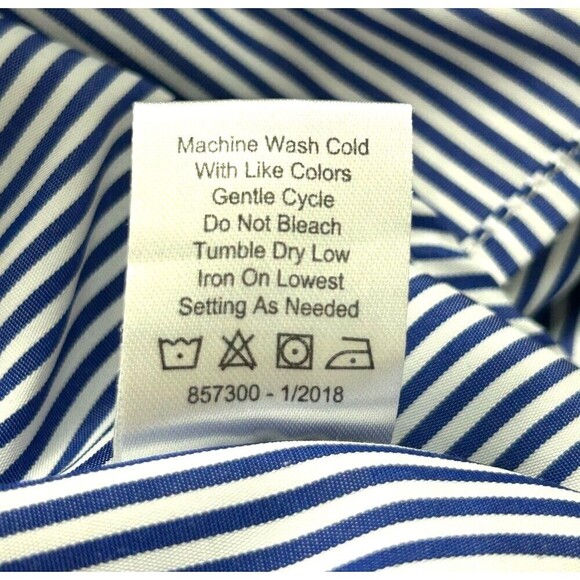 Machine Wash Cold
With Like Colors
Gentle Cycle
Do Not Bleach
Tumble Dry Low
Iron On Lowest
Setting As Needed
857300 - 1/2018